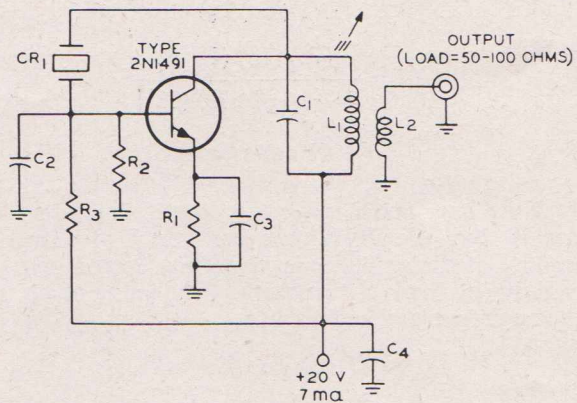 CR1
TYPE
2N1491
OUTPUT
(LOAD=50-100 OHMS)
C1
L1
L2
C2
R2
R3
R1
C3
C4
+20 V
7 ma